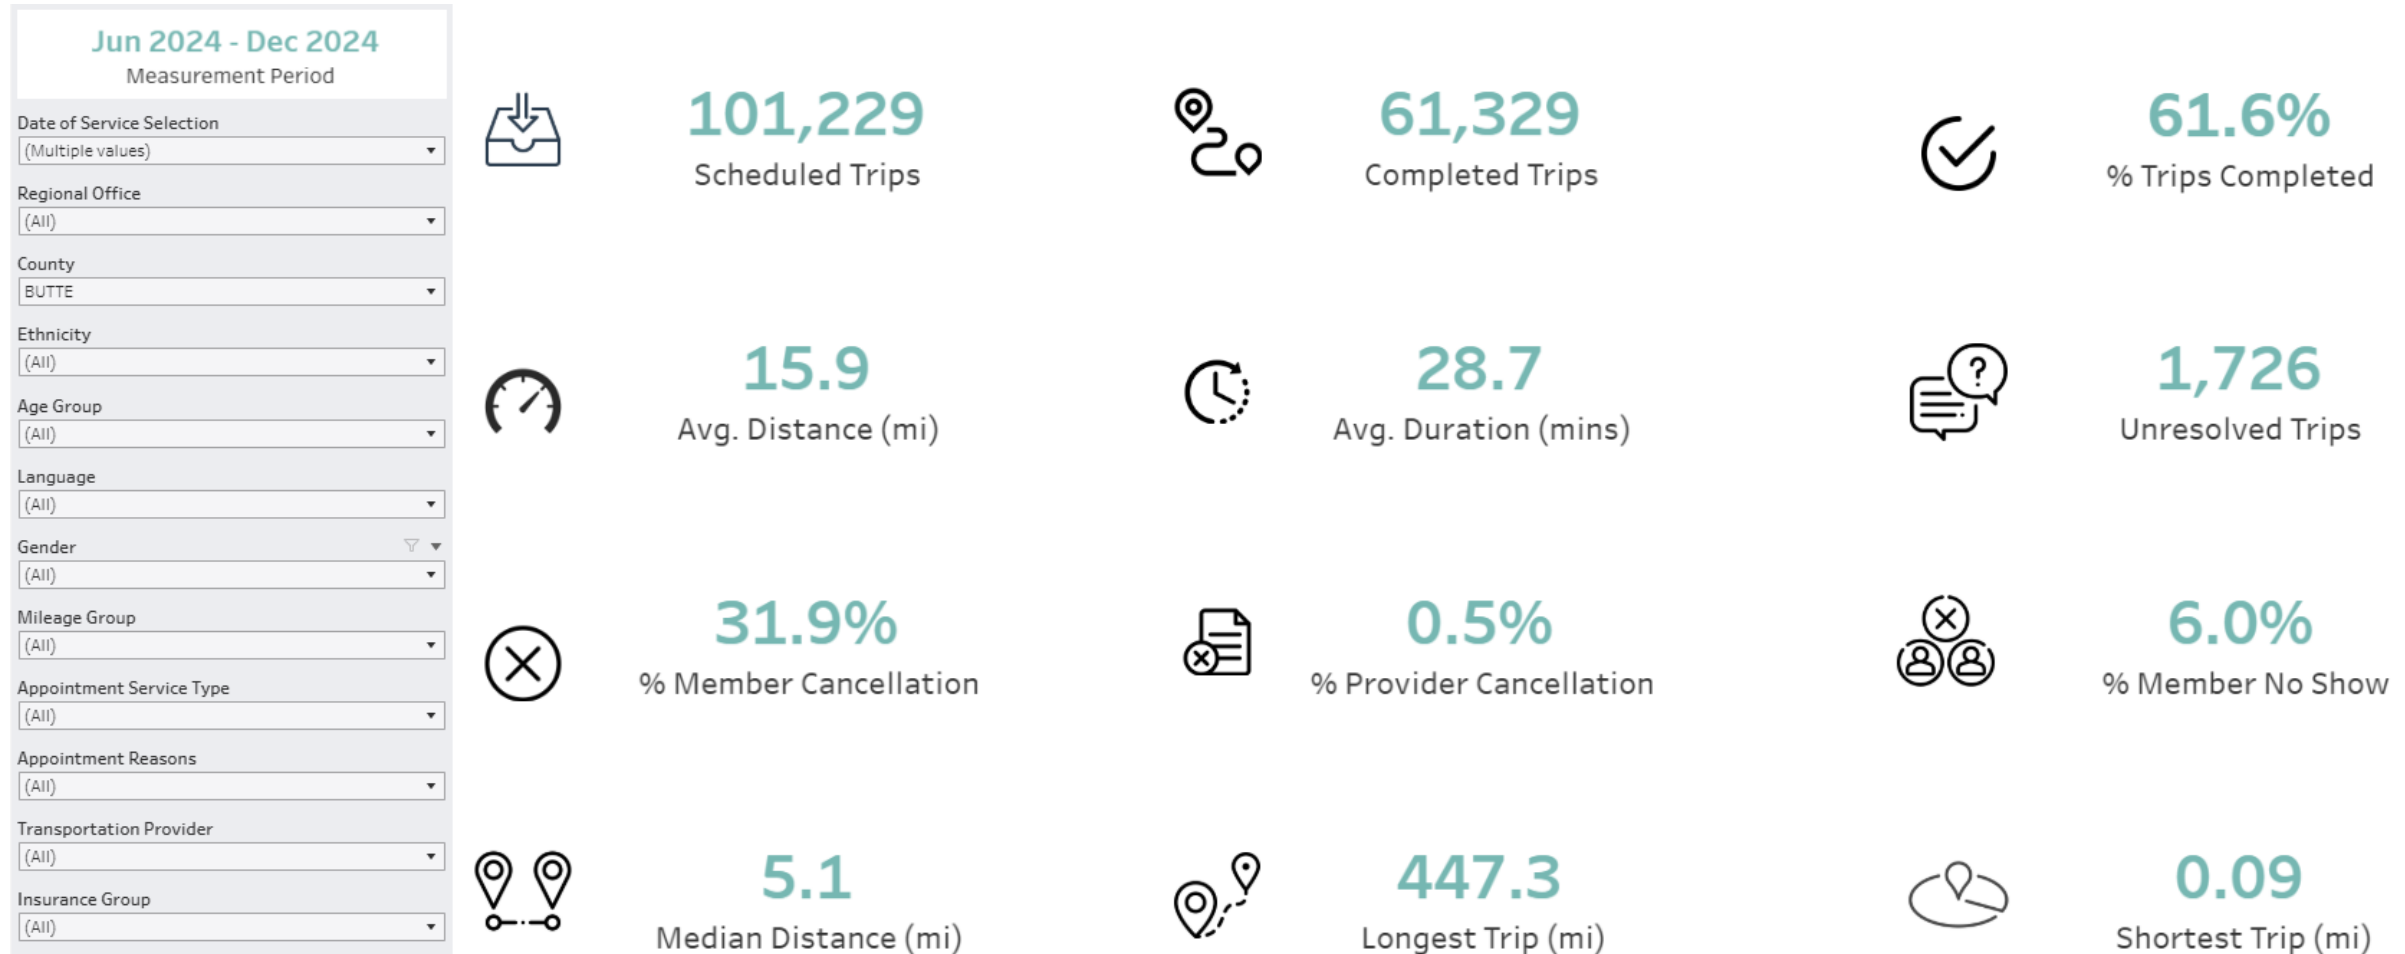 Jun 2024 - Dec 2024
Measurement Period
Date of Service Selection
(Multiple values)
Regional Office
(All)
County
BUTTE
Ethnicity
(All)
Age Group
(All)
Language
(All)
Gender
(All)
Mileage Group
(All)
Appointment Service Type
(All)
Appointment Reasons
(All)
Transportation Provider
(All)
Insurance Group
(All)
101,229
Scheduled Trips
61,329
Completed Trips
61.6%
% Trips Completed
15.9
Avg. Distance (mi)
28.7
Avg. Duration (mins)
?
1,726
Unresolved Trips
31.9%
% Member Cancellation
0.5%
% Provider Cancellation
6.0%
% Member No Show
5.1
Median Distance (mi)
447.3
Longest Trip (mi)
0.09
Shortest Trip (mi)